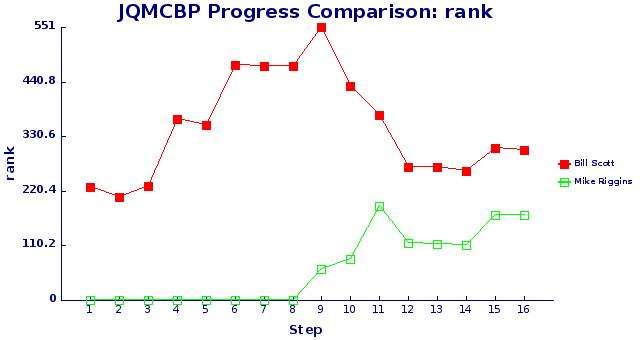 JQMCBP Progress Comparison: rank
551
440.8
330.6
220.4
110.2
0
rank
1 2 3 4 5 6 7 8 9 10 11 12 13 14 15 16
Step
Bill Scott
Mike Riggins